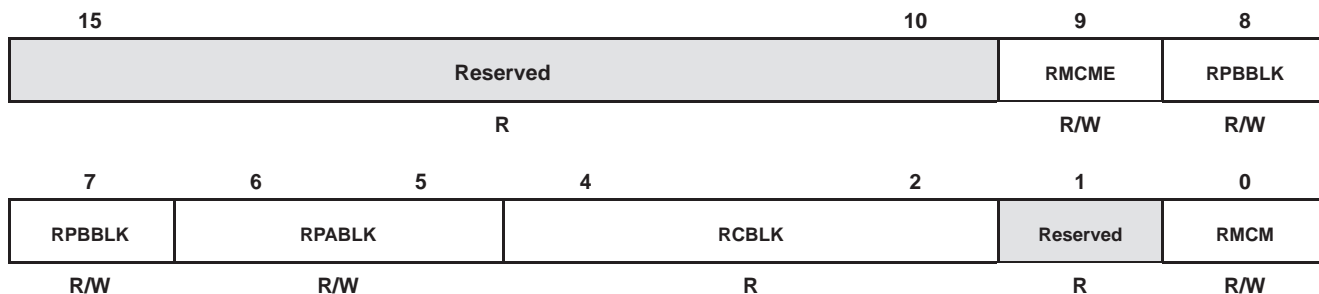 15 10 9 8
Reserved RMCME RPBBLK
R R/W R/W
7 6 5 4 2 1 0
RPBBLK RPABLK RCBLK Reserved RMCM
R/W R/W R R R/W